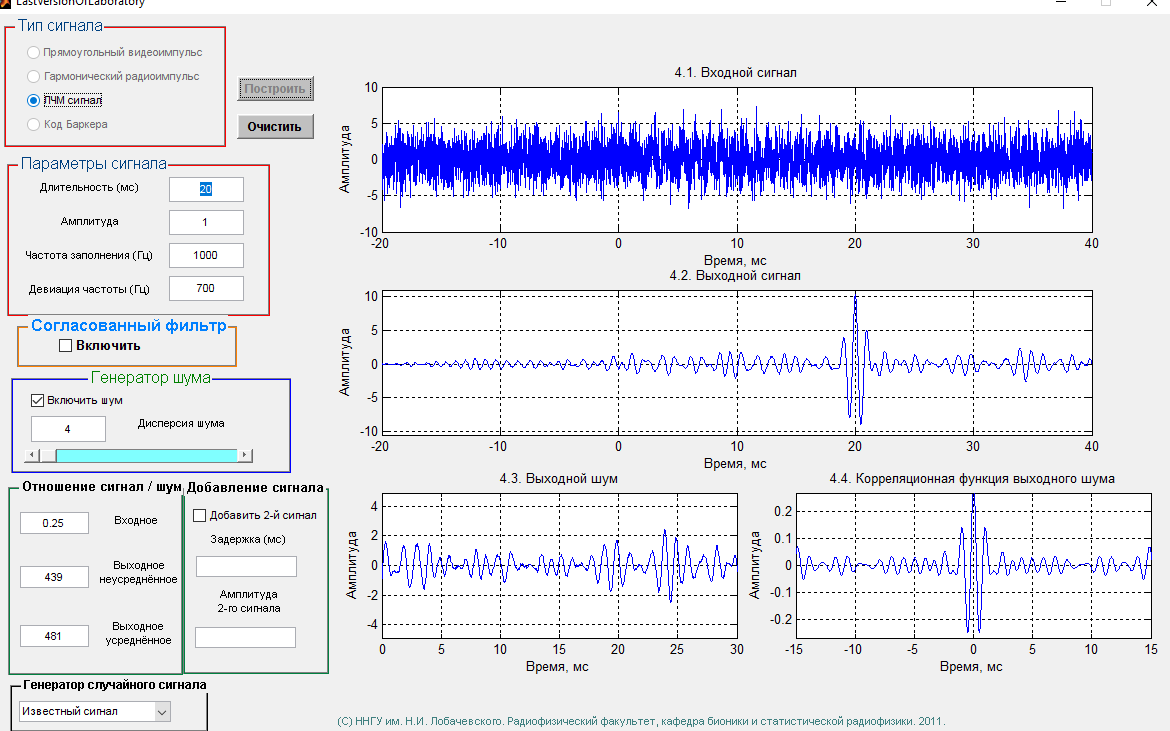 LastVersionOfLaboratory
Тип сигнала
Прямоугольный видеоимпульс
Гармонический радиоимпульс
ЛЧМ сигнал
Код Баркера
Построить
Очистить
Параметры сигнала
Длительность (мс)
20
Амплитуда
1
Частота заполнения (Гц)
1000
Девиация частоты (Гц)
700
Согласованный фильтр
Включить
Генератор шума
Включить шум
4
Дисперсия шума
Отношение сигнал / шум
0.25
Входное
439
Выходное
неусреднённое
481
Выходное
усреднённое
Добавление сигнала
Добавить 2-й сигнал
Задержка (мс)
Амплитуда
2-го сигнала
Генератор случайного сигнала
Известный сигнал
4.1. Входной сигнал
Амплитуда
10
5
0
-5
-10
-20 -10 0 10 20 30 40
Время, мс
4.2. Выходной сигнал
Амплитуда
10
5
0
-5
-10
-20 -10 0 10 20 30 40
Время, мс
4.3. Выходной шум
Амплитуда
4
2
0
-2
-4
0 5 10 15 20 25 30
Время, мс
4.4. Корреляционная функция выходного шума
Амплитуда
0.2
0.1
0
-0.1
-0.2
-15 -10 -5 0 5 10 15
Время, мс
(C) ННГУ им. Н.И. Лобачевского. Радиофизический факультет, кафедра бионики и статистической радиофизики. 2011.